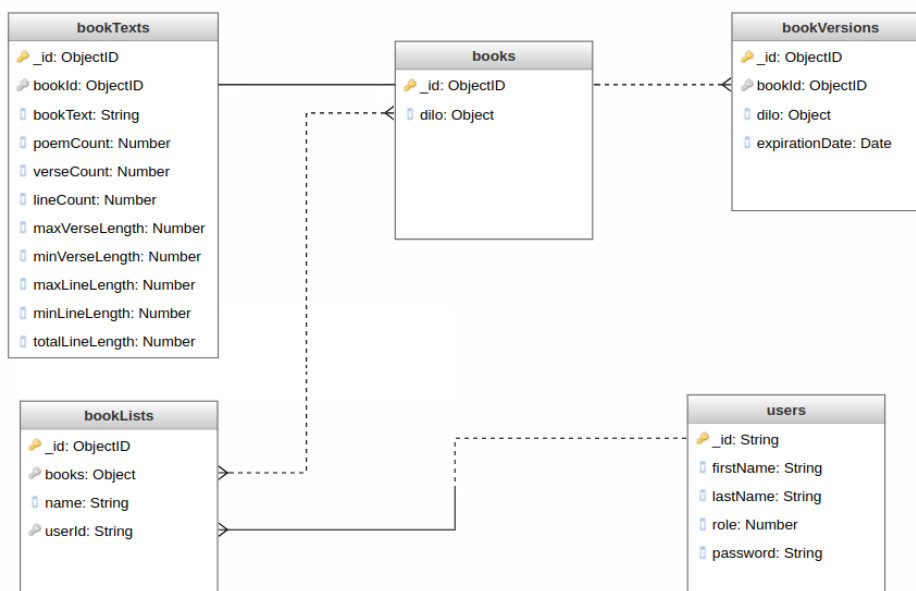 bookTexts
_id: ObjectID
bookId: ObjectID
bookText: String
poemCount: Number
verseCount: Number
lineCount: Number
maxVerseLength: Number
minVerseLength: Number
maxLineLength: Number
minLineLength: Number
totalLineLength: Number
books
_id: ObjectID
dilo: Object
bookVersions
_id: ObjectID
bookId: ObjectID
dilo: Object
expirationDate: Date
bookLists
_id: ObjectID
books: Object
name: String
userId: String
users
_id: String
firstName: String
lastName: String
role: Number
password: String